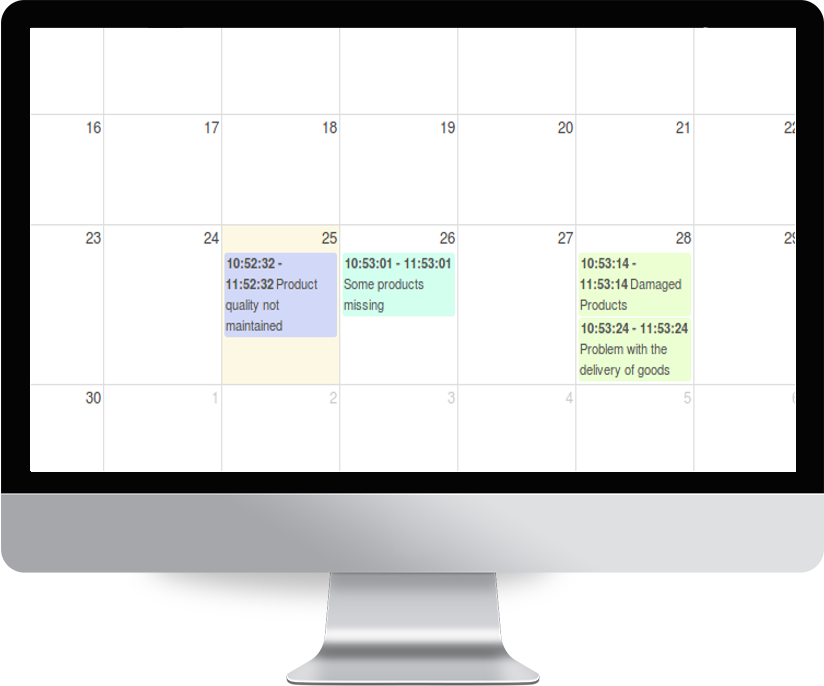 16 17 18 19 20 21 22
23 24 25 26 27 28 29
10:52:32 -
11:52:32 Product
quality not
maintained
10:53:01 - 11:53:01
Some products
missing
10:53:14 -
11:53:14 Damaged
Products
10:53:24 - 11:53:24
Problem with the
delivery of goods
30 1 2 3 4 5 6